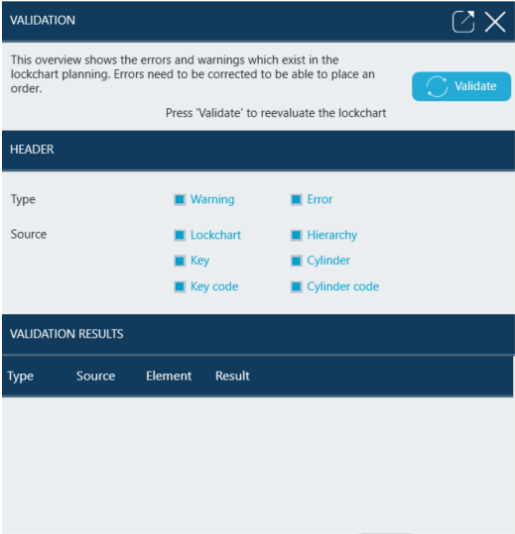 VALIDATION
This overview shows the errors and warnings which exist in the
lockchart planning. Errors need to be corrected to be able to place an
order.
Validate
Press 'Validate' to reevaluate the lockchart
HEADER
Type Warning Error
Source Lockchart Hierarchy
Key Cylinder
Key code Cylinder code
VALIDATION RESULTS
Type Source Element Result